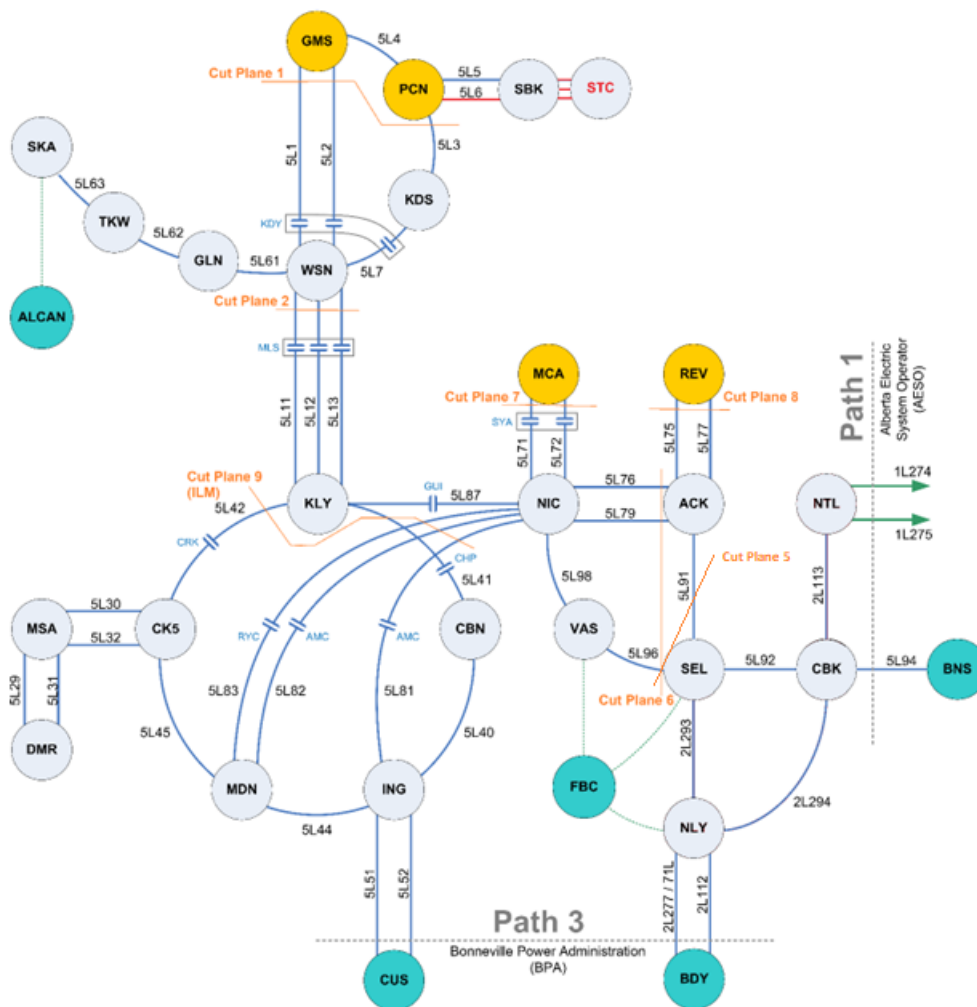 GMS
5L4
Cut Plane 1
PCN
5L5
5L6
SBK
STC
5L1
5L2
5L3
SKA
5L63
TKW
5L62
GLN
5L61
KDY
KDS
WSN
5L7
Cut Plane 2
ALCAN
MLS
5L11
5L12
5L13
MCA
REV
Cut Plane 7
Cut Plane 8
SYA
5L71
5L72
5L75
5L77
Path 1
Alberta Electric
System Operator
(AESO)
Cut Plane 9
(ILM)
GUI
5L87
5L76
5L79
1L274
1L275
5L42
KLY
NIC
ACK
NTL
CRK
CHP
5L41
5L98
5L91
Cut Plane 5
2L113
5L30
5L32
MSA
CK5
RYC
AMC
AMC
CBN
VAS
5L96
SEL
5L92
CBK
5L94
BNS
Cut Plane 6
5L29
5L31
5L83
5L82
5L81
5L40
5L45
2L293
DMR
MDN
ING
FBC
NLY
2L294
5L44
5L51
5L52
2L277 / 71L
2L112
Path 3
Bonneville Power Administration
(BPA)
CUS
BDY